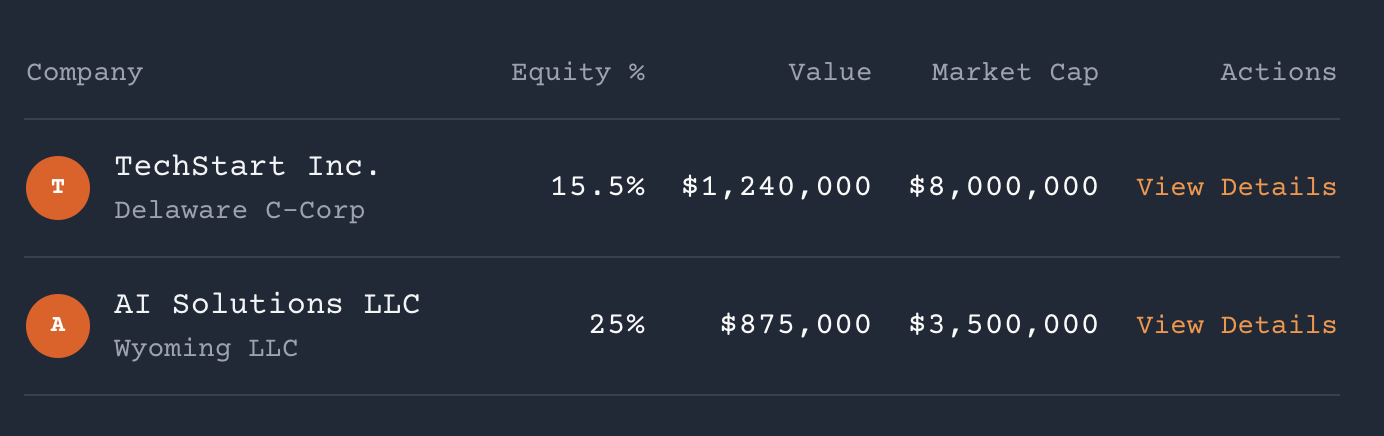 Company Equity % Value Market Cap Actions
T TechStart Inc. 15.5% $1,240,000 $8,000,000 View Details
Delaware C-Corp
A AI Solutions LLC 25% $875,000 $3,500,000 View Details
Wyoming LLC